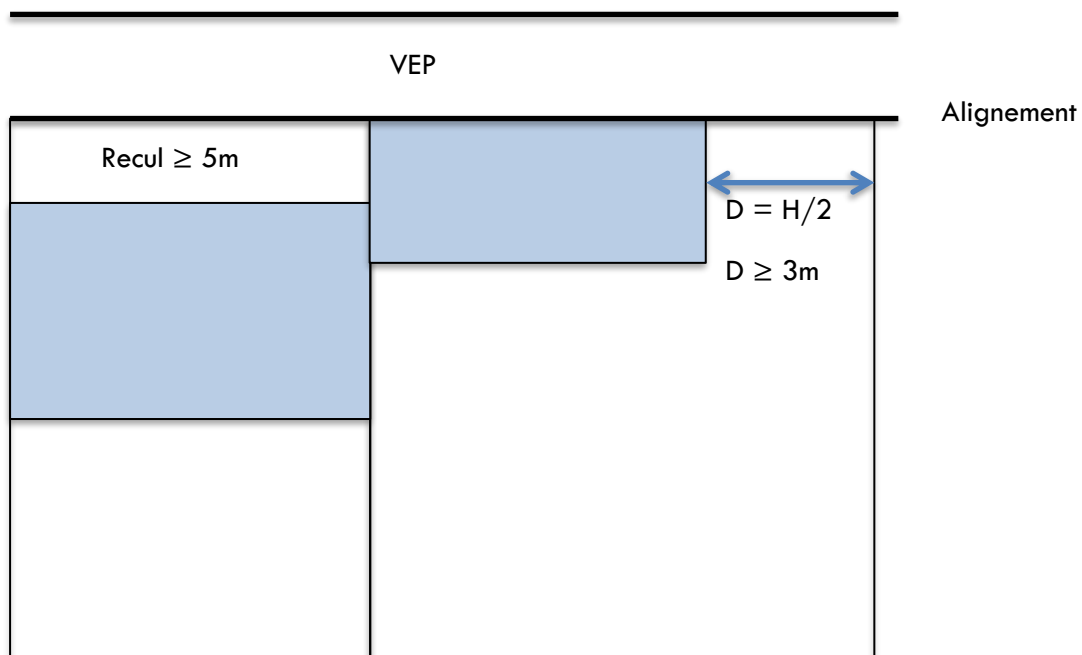 VEP
Alignement
Recul ≥ 5m
D = H/2
D ≥ 3m